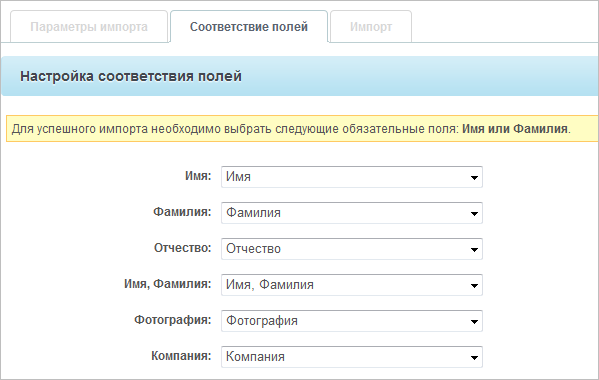 Параметры импорта Соответствие полей Импорт
Настройка соответствия полей
Для успешного импорта необходимо выбрать следующие обязательные поля: Имя или Фамилия.
Имя: Имя
Фамилия: Фамилия
Отчество: Отчество
Имя, Фамилия: Имя, Фамилия
Фотография: Фотография
Компания: Компания